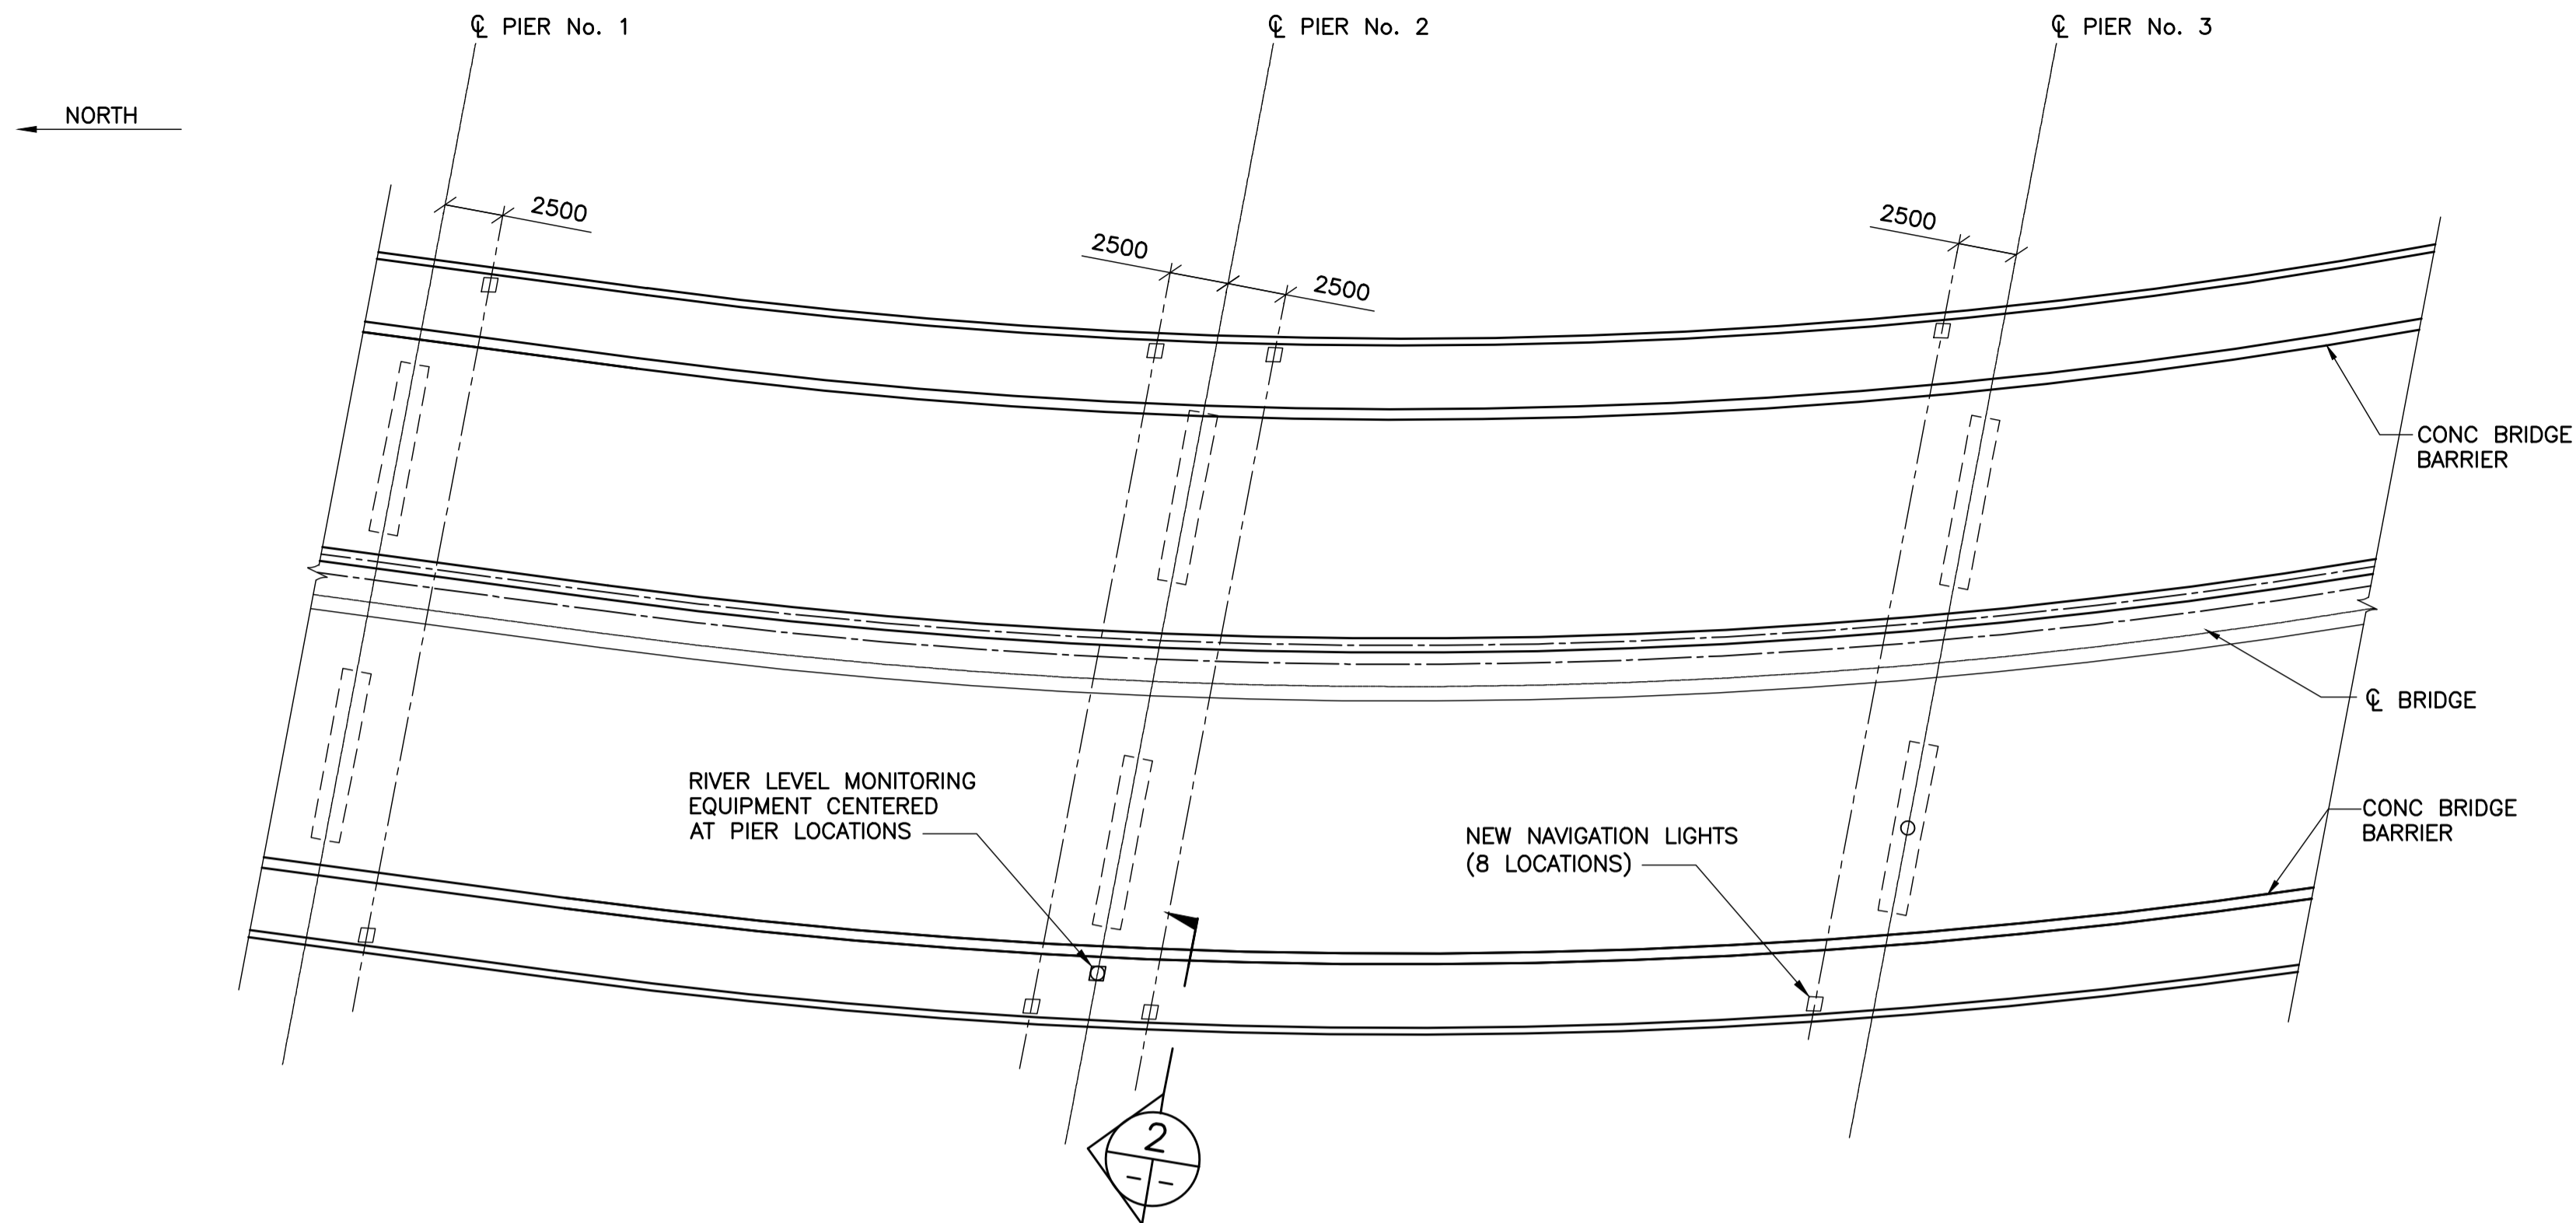 ℄ PIER No. 1
℄ PIER No. 2
℄ PIER No. 3
NORTH
2500
2500
2500
2500
CONC BRIDGE
BARRIER
℄ BRIDGE
RIVER LEVEL MONITORING
EQUIPMENT CENTERED
AT PIER LOCATIONS
NEW NAVIGATION LIGHTS
(8 LOCATIONS)
CONC BRIDGE
BARRIER
2
- -